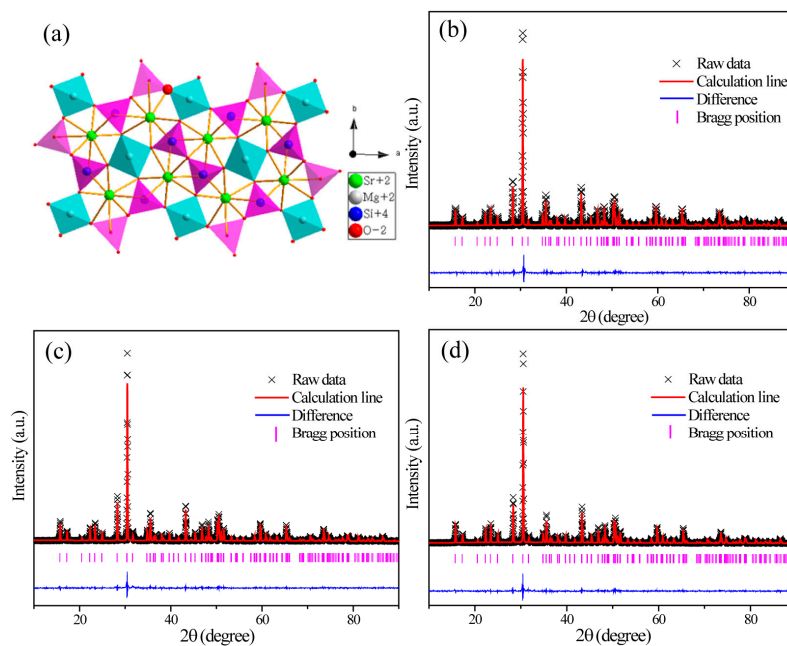 (a)
b
a
Sr+2
Mg+2
Si+4
O-2
(b)
Raw data
Calculation line
Difference
Bragg position
Intensity (a.u.)
20 40 60 80
2θ (degree)
(c)
Raw data
Calculation line
Difference
Bragg position
Intensity (a.u.)
20 40 60 80
2θ (degree)
(d)
Raw data
Calculation line
Difference
Bragg position
Intensity (a.u.)
20 40 60 80
2θ (degree)